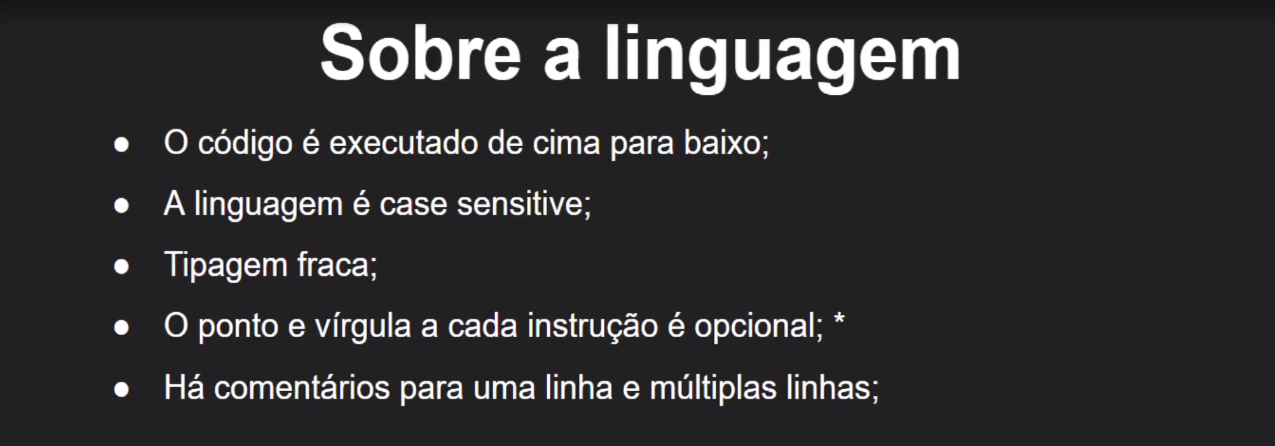 Sobre a linguagem
● O código é executado de cima para baixo;
● A linguagem é case sensitive;
● Tipagem fraca;
● O ponto e vírgula a cada instrução é opcional; *
● Há comentários para uma linha e múltiplas linhas;